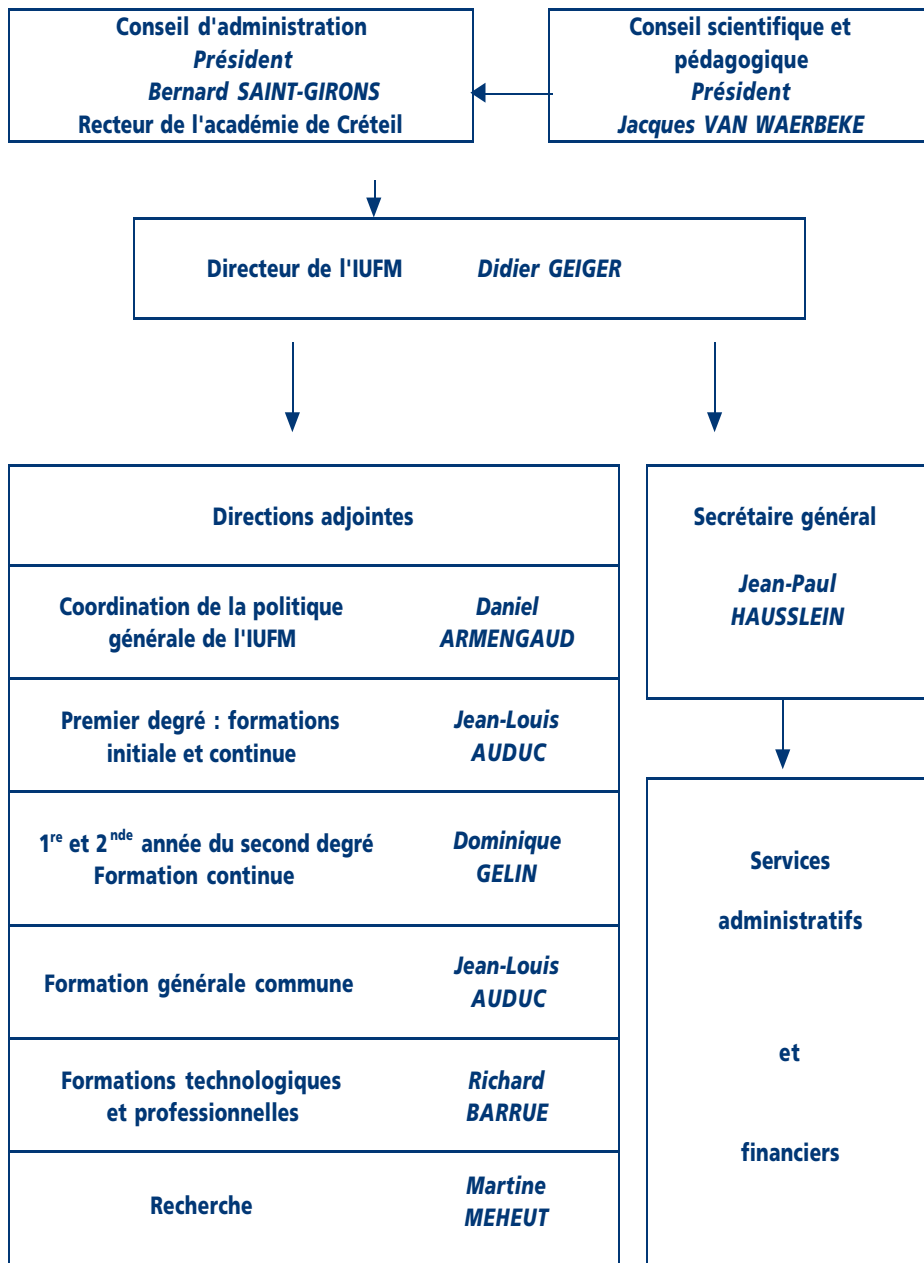 Conseil d'administration
Président
Bernard SAINT-GIRONS
Recteur de l'académie de Créteil
Conseil scientifique et
pédagogique
Président
Jacques VAN WAERBEKE
Directeur de l'IUFM Didier GEIGER
Directions adjointes
Coordination de la politique
générale de l'IUFM
Daniel
ARMENGAUD
Premier degré : formations
initiale et continue
Jean-Louis
AUDUC
1re et 2nde année du second degré
Formation continue
Dominique
GELIN
Formation générale commune
Jean-Louis
AUDUC
Formations technologiques
et professionnelles
Richard
BARRUE
Recherche
Martine
MEHEUT
Secrétaire général
Jean-Paul
HAUSSLEIN
Services
administratifs
et
financiers